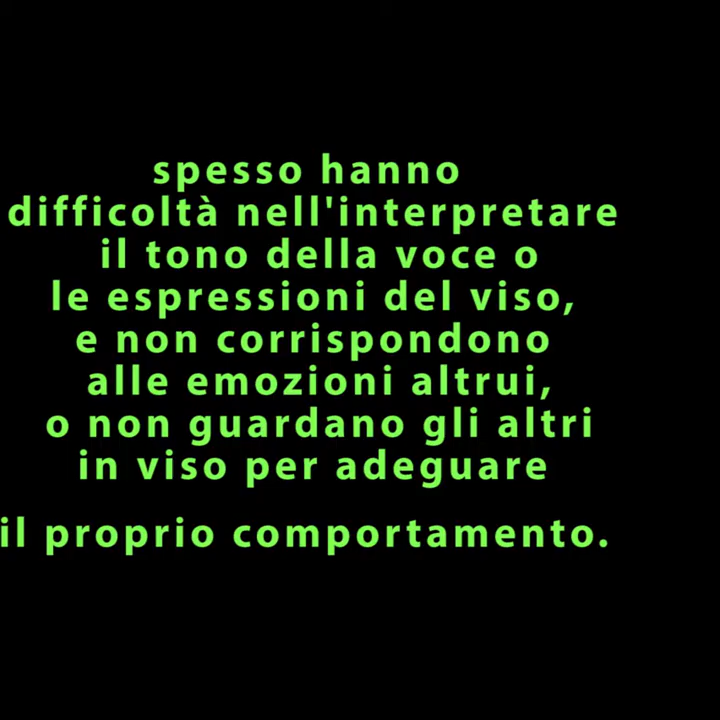 spesso hanno
difficoltà nell'interpretare
il tono della voce o
le espressioni del viso,
e non corrispondono
alle emozioni altrui,
o non guardano gli altri
in viso per adeguare
il proprio comportamento.